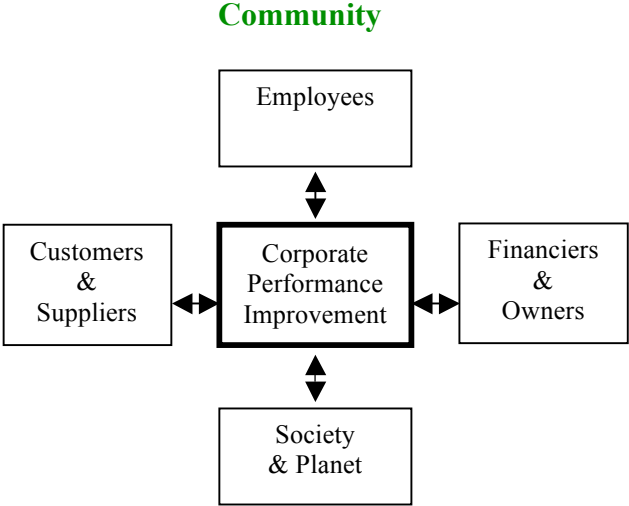 Community
Employees
Customers
&
Suppliers
Corporate
Performance
Improvement
Financiers
&
Owners
Society
& Planet